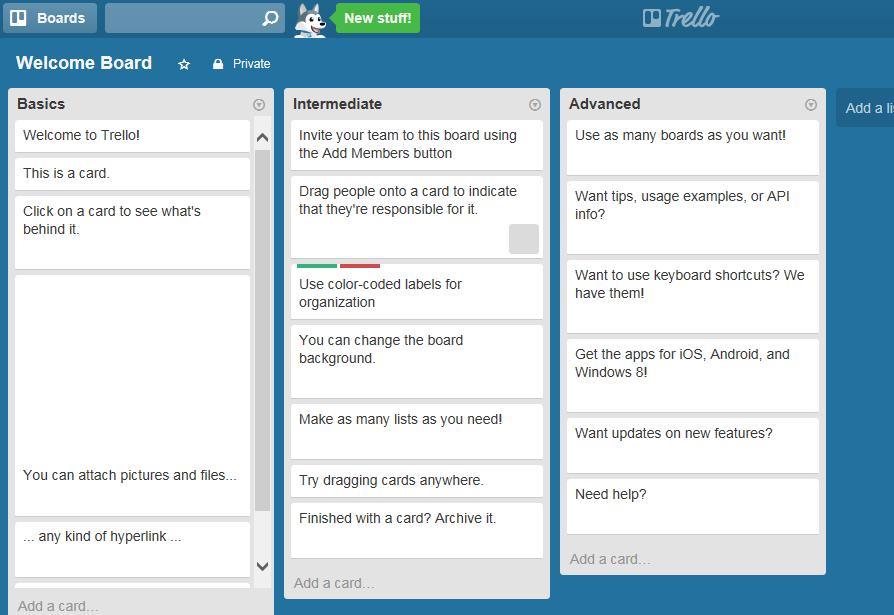 Boards
New stuff!
Trello
Welcome Board
Private
Basics
Welcome to Trello!
This is a card.
Click on a card to see what's
behind it.
You can attach pictures and files...
... any kind of hyperlink ...
Add a card...
Intermediate
Invite your team to this board using
the Add Members button
Drag people onto a card to indicate
that they're responsible for it.
Use color-coded labels for
organization
You can change the board
background.
Make as many lists as you need!
Try dragging cards anywhere.
Finished with a card? Archive it.
Add a card...
Advanced
Use as many boards as you want!
Want tips, usage examples, or API
info?
Want to use keyboard shortcuts? We
have them!
Get the apps for iOS, Android, and
Windows 8!
Want updates on new features?
Need help?
Add a card...
Add a li